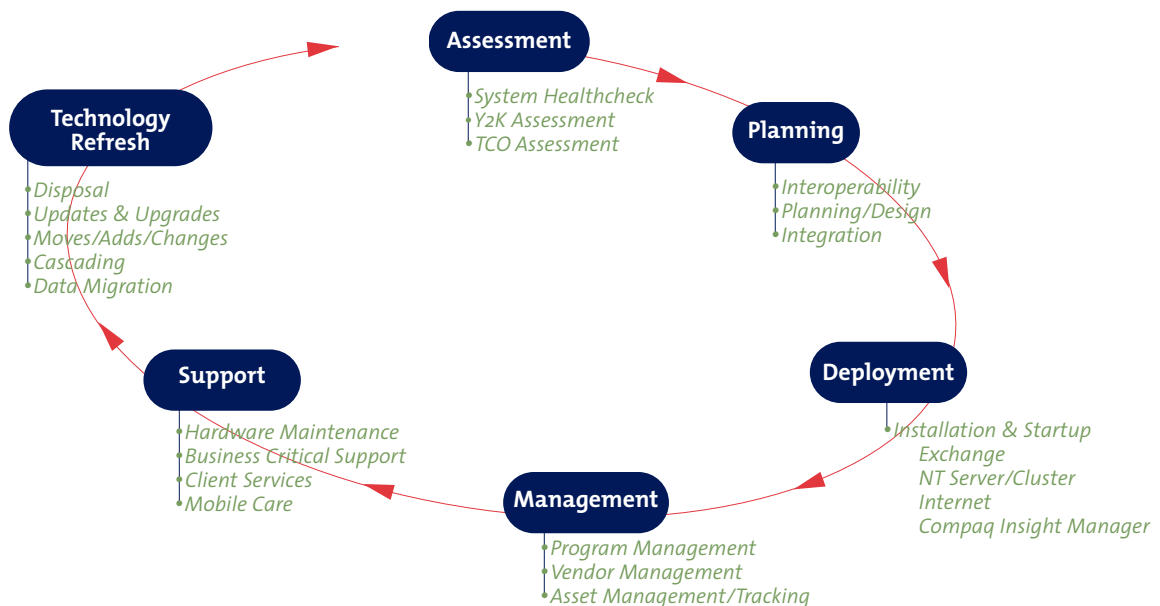 Assessment
System Healthcheck
Y2K Assessment
TCO Assessment
Planning
Interoperability
Planning/Design
Integration
Deployment
Installation & Startup
Exchange
NT Server/Cluster
Internet
Compaq Insight Manager
Management
Program Management
Vendor Management
Asset Management/Tracking
Support
Hardware Maintenance
Business Critical Support
Client Services
Mobile Care
Technology
Refresh
Disposal
Updates & Upgrades
Moves/Adds/Changes
Cascading
Data Migration